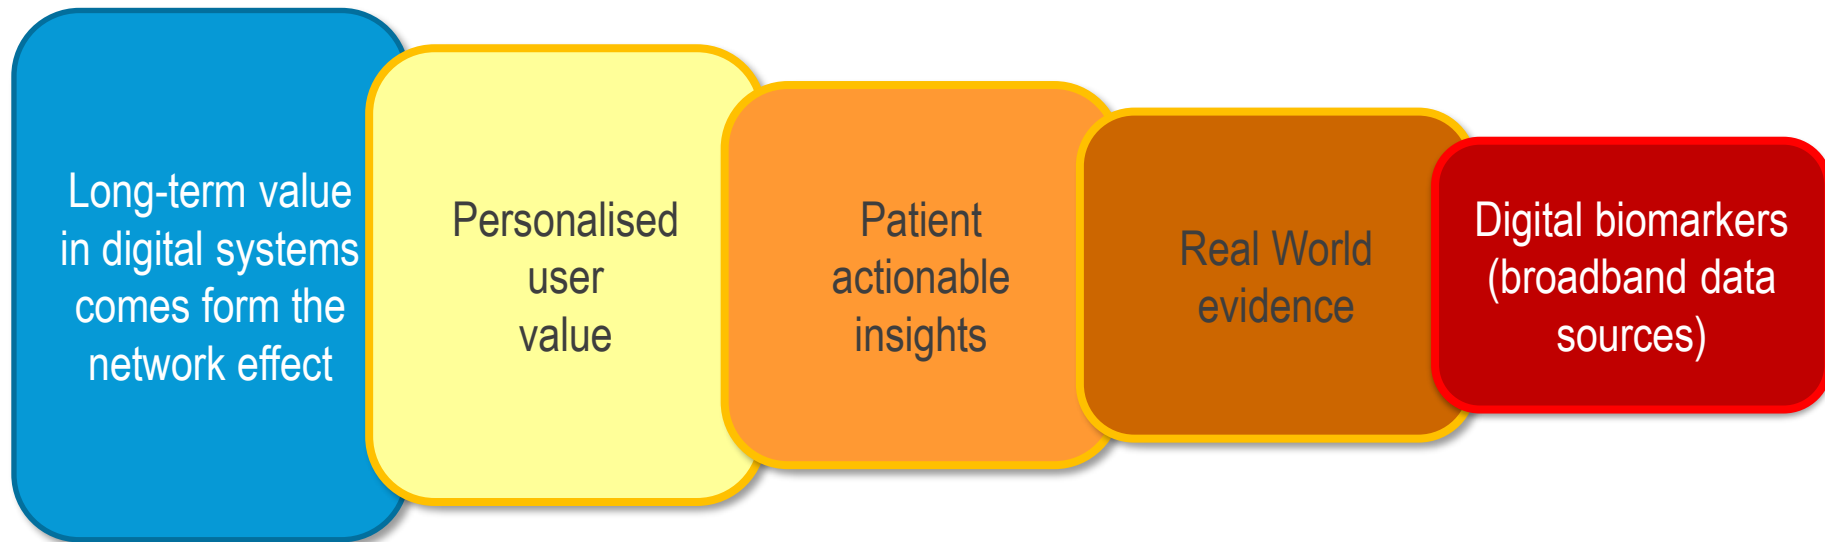 Long-term value
in digital systems
comes form the
network effect
Personalised
user
value
Patient
actionable
insights
Real World
evidence
Digital biomarkers
(broadband data
sources)